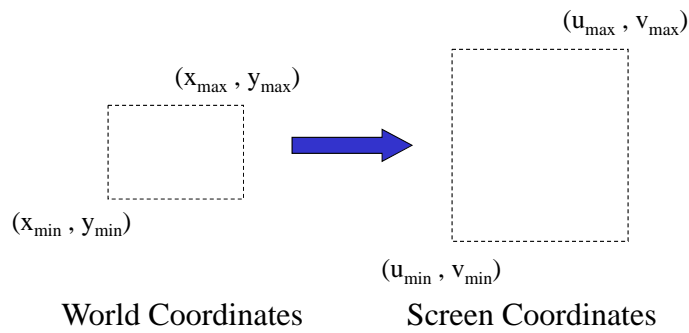 (u_max , v_max)
(x_max , y_max)
(x_min , y_min)
(u_min , v_min)
World Coordinates
Screen Coordinates